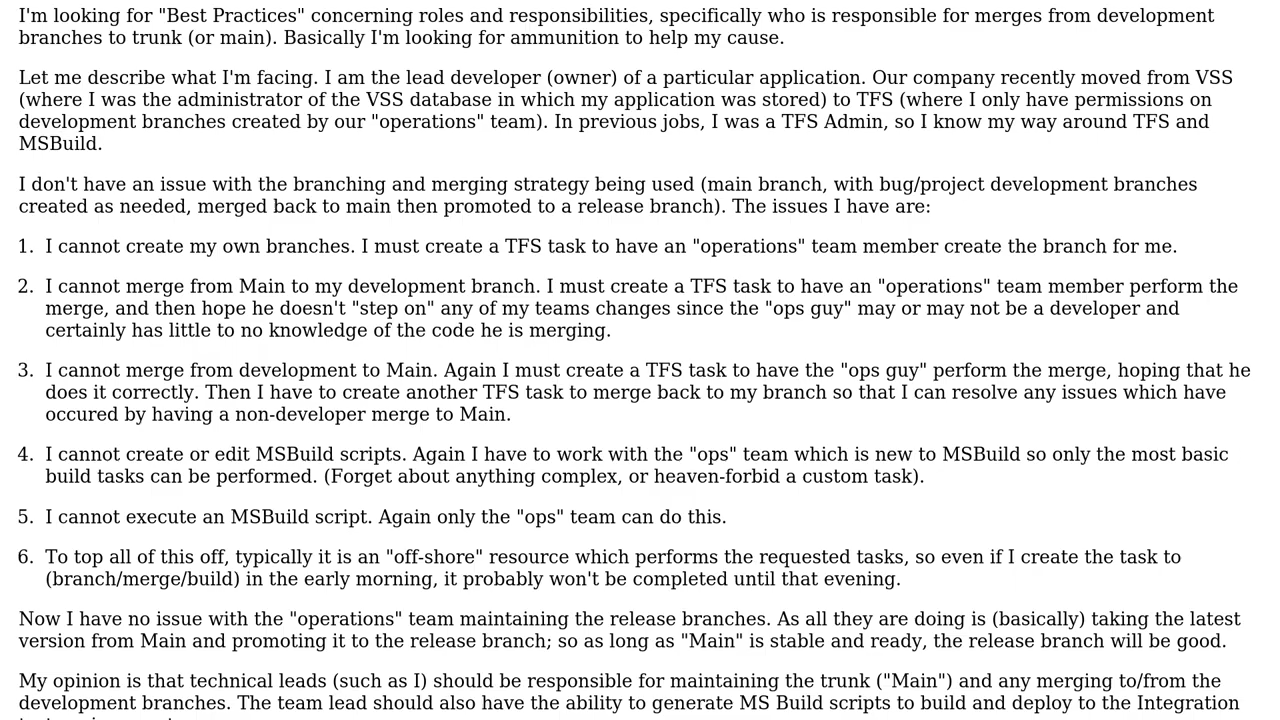 I'm looking for "Best Practices" concerning roles and responsibilities, specifically who is responsible for merges from development
branches to trunk (or main). Basically I'm looking for ammunition to help my cause.
Let me describe what I'm facing. I am the lead developer (owner) of a particular application. Our company recently moved from VSS
(where I was the administrator of the VSS database in which my application was stored) to TFS (where I only have permissions on
development branches created by our "operations" team). In previous jobs, I was a TFS Admin, so I know my way around TFS and
MSBuild.
I don't have an issue with the branching and merging strategy being used (main branch, with bug/project development branches
created as needed, merged back to main then promoted to a release branch). The issues I have are:
1. I cannot create my own branches. I must create a TFS task to have an "operations" team member create the branch for me.
2. I cannot merge from Main to my development branch. I must create a TFS task to have an "operations" team member perform the
merge, and then hope he doesn't "step on" any of my teams changes since the "ops guy" may or may not be a developer and
certainly has little to no knowledge of the code he is merging.
3. I cannot merge from development to Main. Again I must create a TFS task to have the "ops guy" perform the merge, hoping that he
does it correctly. Then I have to create another TFS task to merge back to my branch so that I can resolve any issues which have
occured by having a non-developer merge to Main.
4. I cannot create or edit MSBuild scripts. Again I have to work with the "ops" team which is new to MSBuild so only the most basic
build tasks can be performed. (Forget about anything complex, or heaven-forbid a custom task).
5. I cannot execute an MSBuild script. Again only the "ops" team can do this.
6. To top all of this off, typically it is an "off-shore" resource which performs the requested tasks, so even if I create the task to
(branch/merge/build) in the early morning, it probably won't be completed until that evening.
Now I have no issue with the "operations" team maintaining the release branches. As all they are doing is (basically) taking the latest
version from Main and promoting it to the release branch; so as long as "Main" is stable and ready, the release branch will be good.
My opinion is that technical leads (such as I) should be responsible for maintaining the trunk ("Main") and any merging to/from the
development branches. The team lead should also have the ability to generate MS Build scripts to build and deploy to the Integration